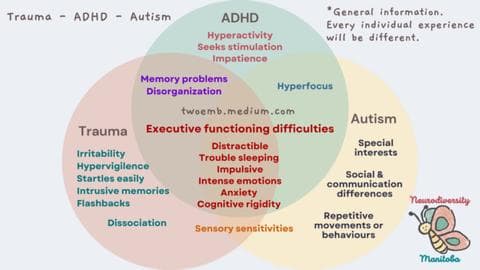 Trauma - ADHD - Autism
*General information.
Every individual experience
will be different.
ADHD
Hyperactivity
Seeks stimulation
Impatience
Memory problems
Disorganization
Hyperfocus
twoemb.medium.com
Executive functioning difficulties
Trauma
Irritability
Hypervigilence
Startles easily
Intrusive memories
Flashbacks
Dissociation
Distractible
Trouble sleeping
Impulsive
Intense emotions
Anxiety
Cognitive rigidity
Sensory sensitivities
Autism
Special
interests
Social &
communication
differences
Repetitive
movements or
behaviours
Neurodiversity
Manitoba